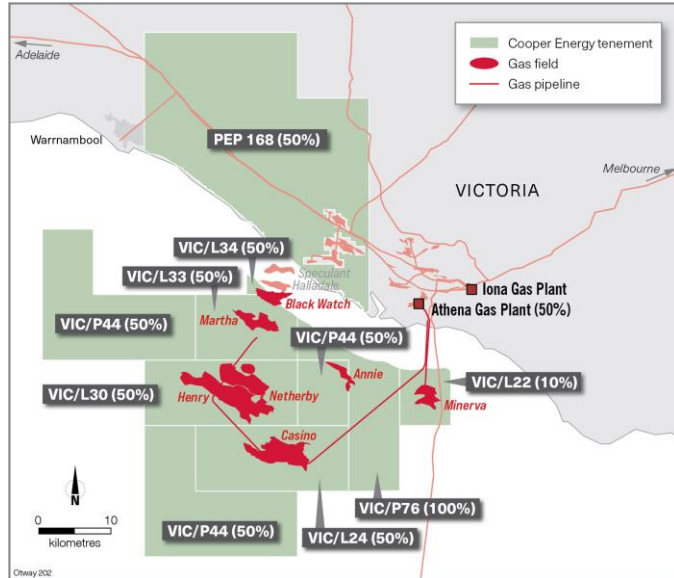 Adelaide
Cooper Energy tenement
Gas field
Gas pipeline
Warrnambool
PEP 168 (50%)
Melbourne
VICTORIA
VIC/L34 (50%)
VIC/L33 (50%)
Speculant
Halladale
Black Watch
Iona Gas Plant
Athena Gas Plant (50%)
VIC/P44 (50%)
Martha
VIC/P44 (50%)
Annie
VIC/L22 (10%)
VIC/L30 (50%)
Henry
Netherby
Minerva
Casino
N
0 10
kilometres
VIC/P76 (100%)
VIC/P44 (50%)
VIC/L24 (50%)
Otway 202